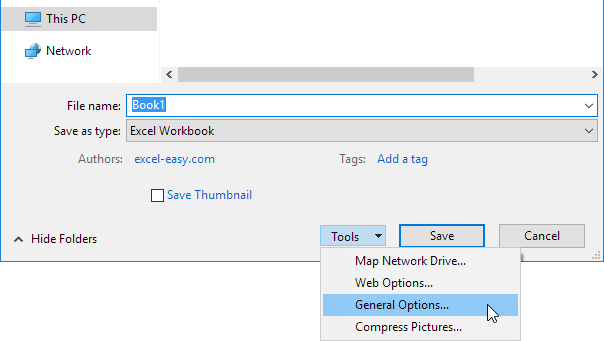 This PC
Network
File name: Book1
Save as type: Excel Workbook
Authors: excel-easy.com Tags: Add a tag
Save Thumbnail
Hide Folders Tools Save Cancel
Map Network Drive...
Web Options...
General Options...
Compress Pictures...